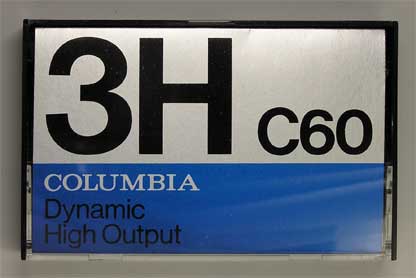 3H C60
COLUMBIA
Dynamic
High Output